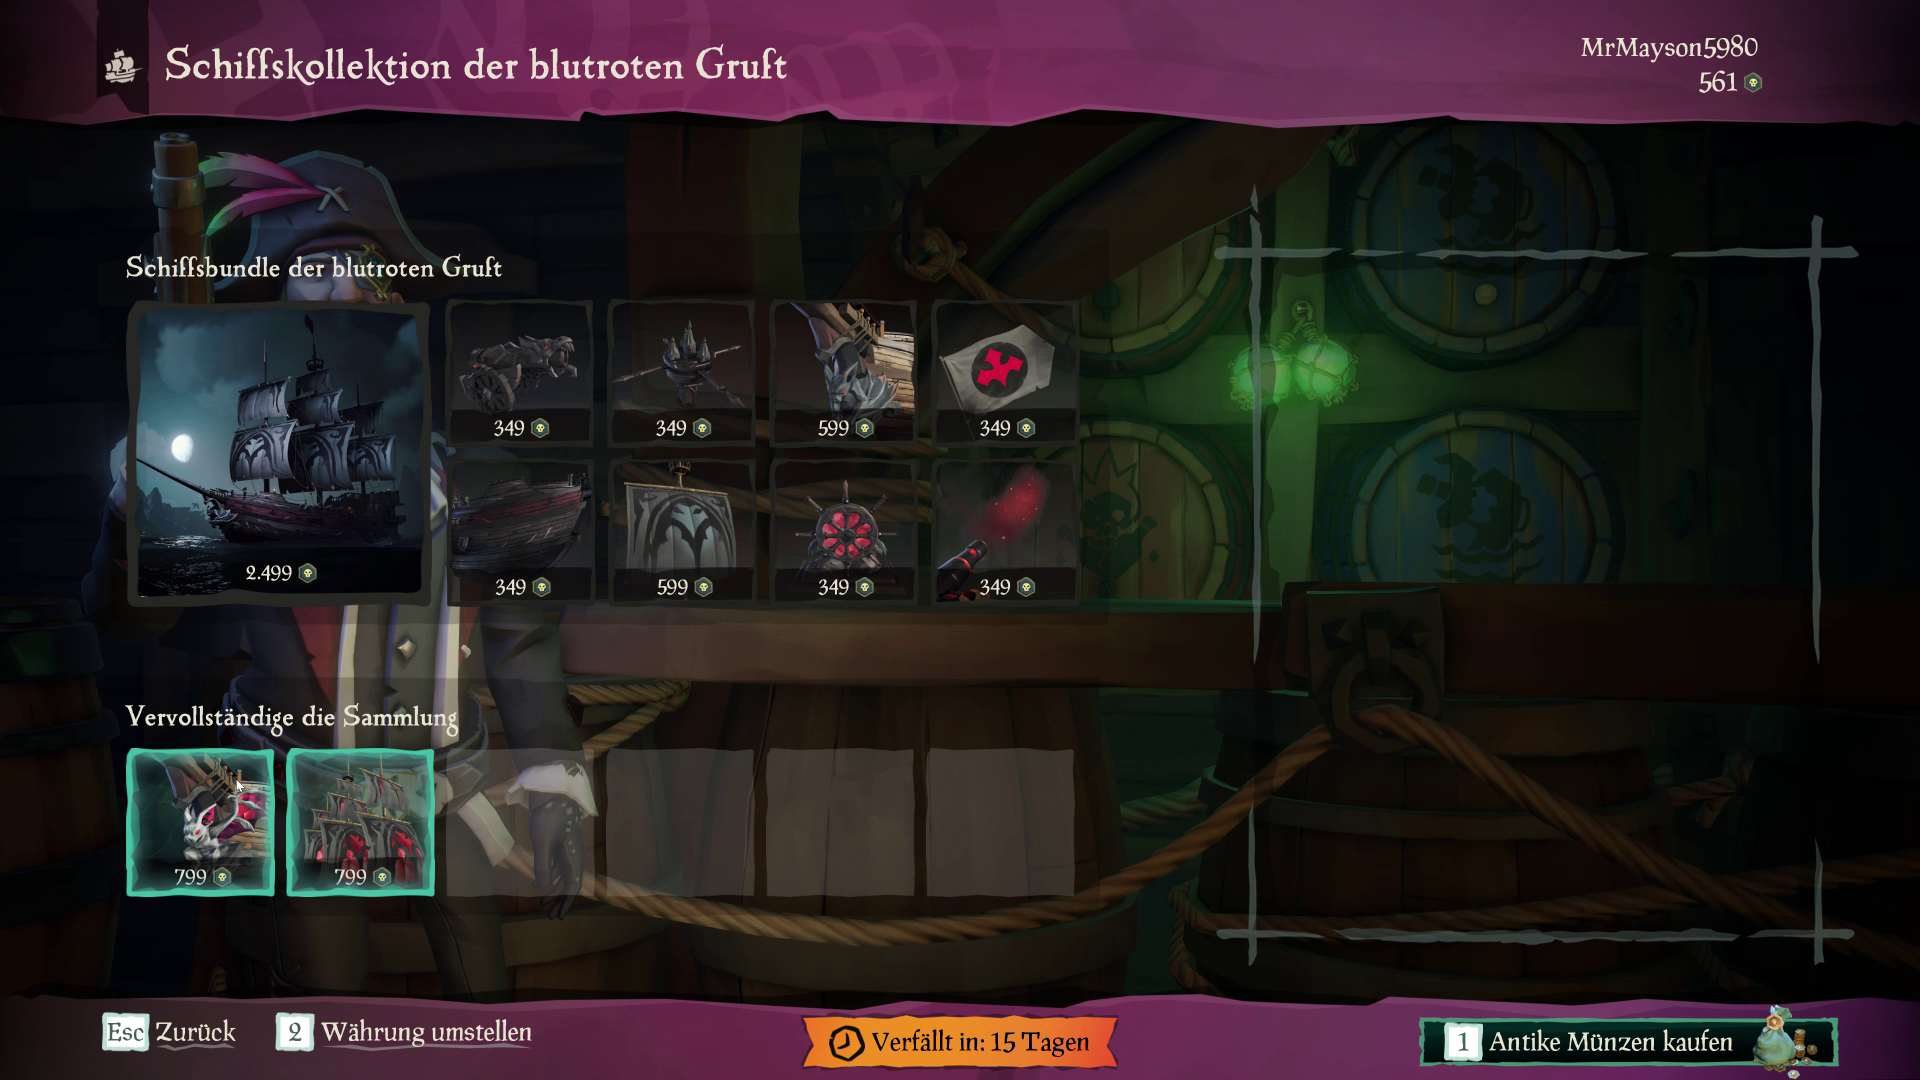 Schiffskollektion der blutroten Gruft
MrMayson5980
561
Schiffsbundle der blutroten Gruft
2.499
349
349
599
349
349
599
349
349
Vervollständige die Sammlung
799
799
Esc Zurück
2 Währung umstellen
Verfällt in: 15 Tagen
1 Antike Münzen kaufen